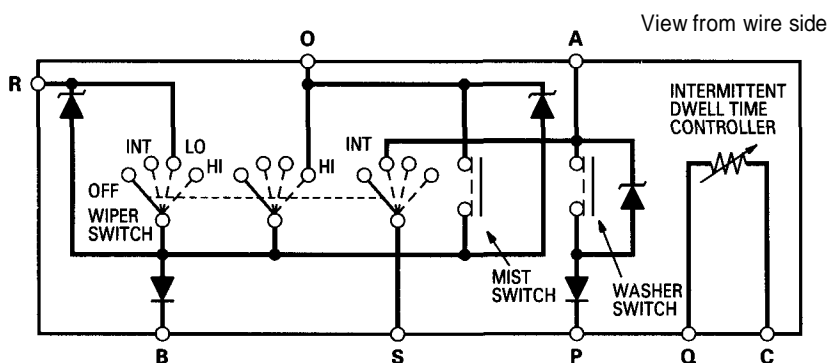 View from wire side
O
A
R
INTERMITTENT
DWELL TIME
CONTROLLER
INT
LO
HI
HI
INT
OFF
WIPER
SWITCH
MIST
SWITCH
WASHER
SWITCH
B
S
P
Q
C